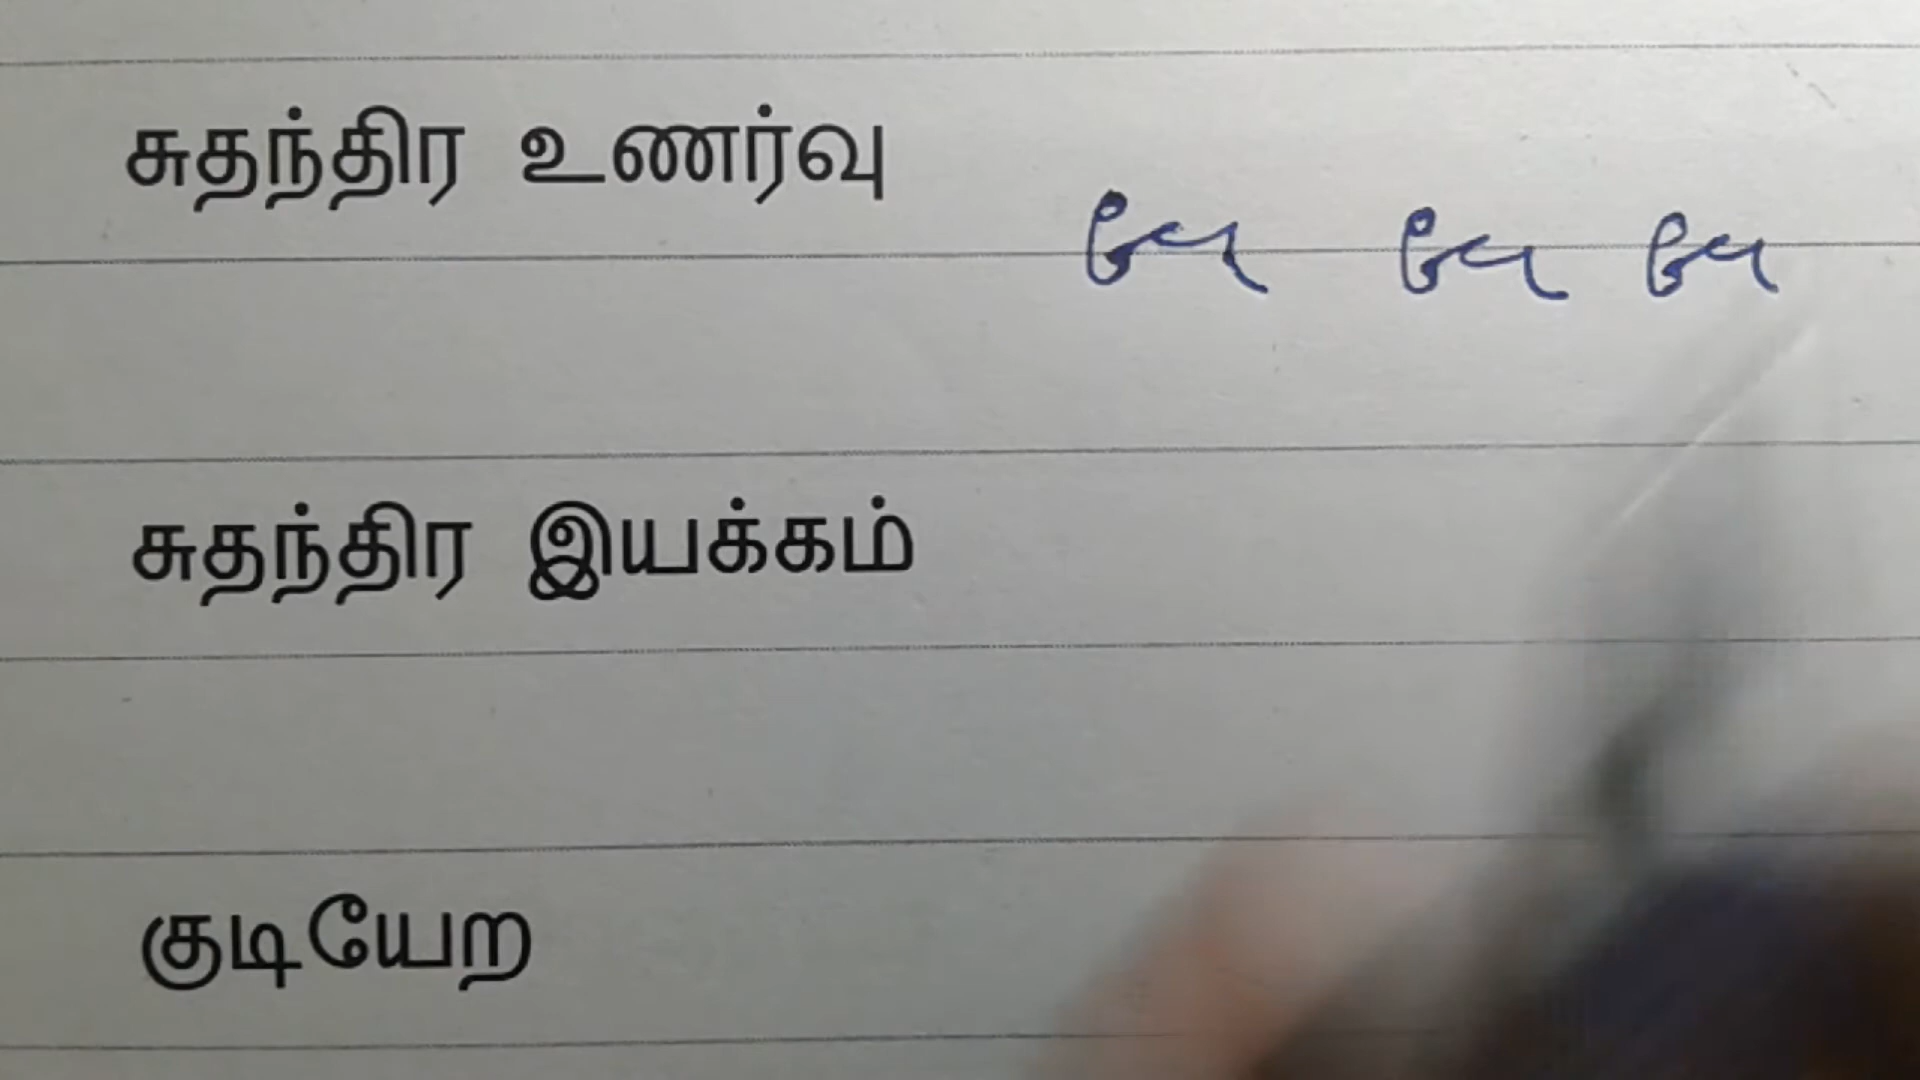 சுதந்திர உணர்வு
சுதந்திர இயக்கம்
குடியேற